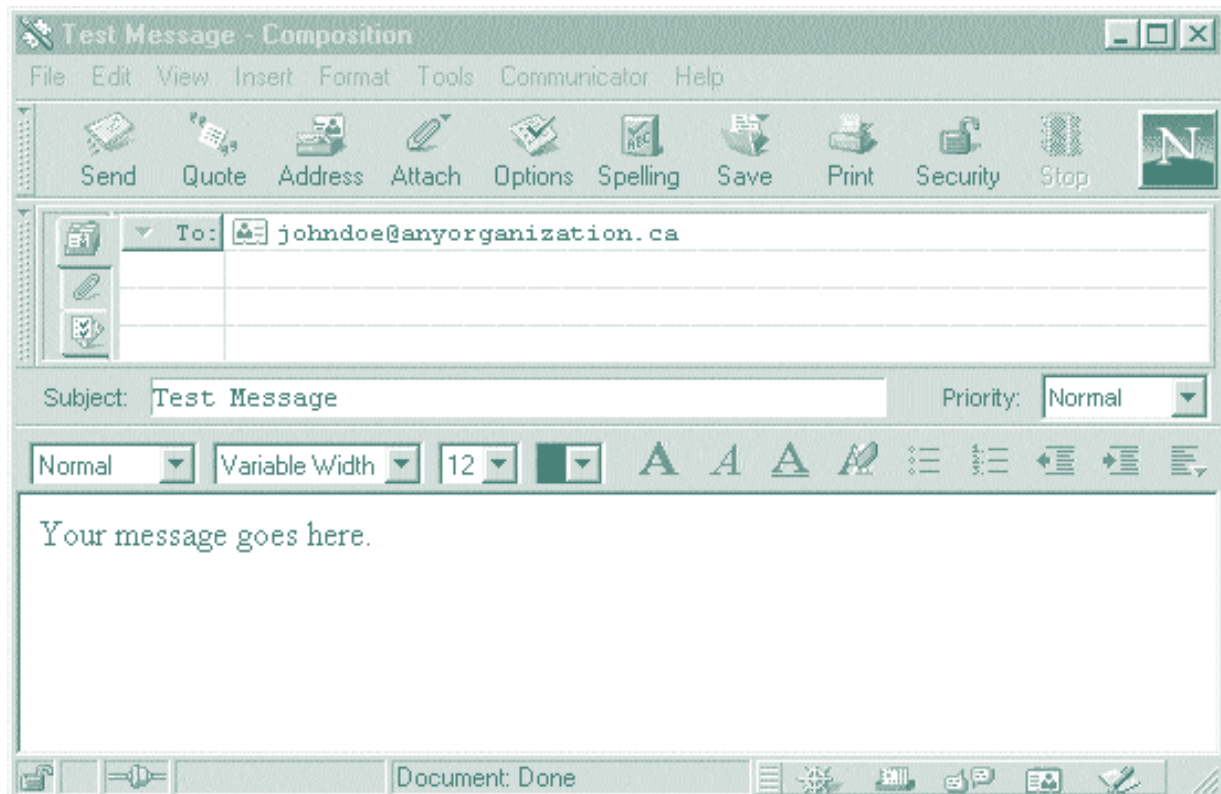 Test Message - Composition
File Edit View Insert Format Tools Communicator Help
Send Quote Address Attach Options Spelling Save Print Security Stop N
To: johndoe@anyorganization.ca
Subject: Test Message Priority: Normal
Normal Variable Width 12 A A A A
Your message goes here.
Document: Done